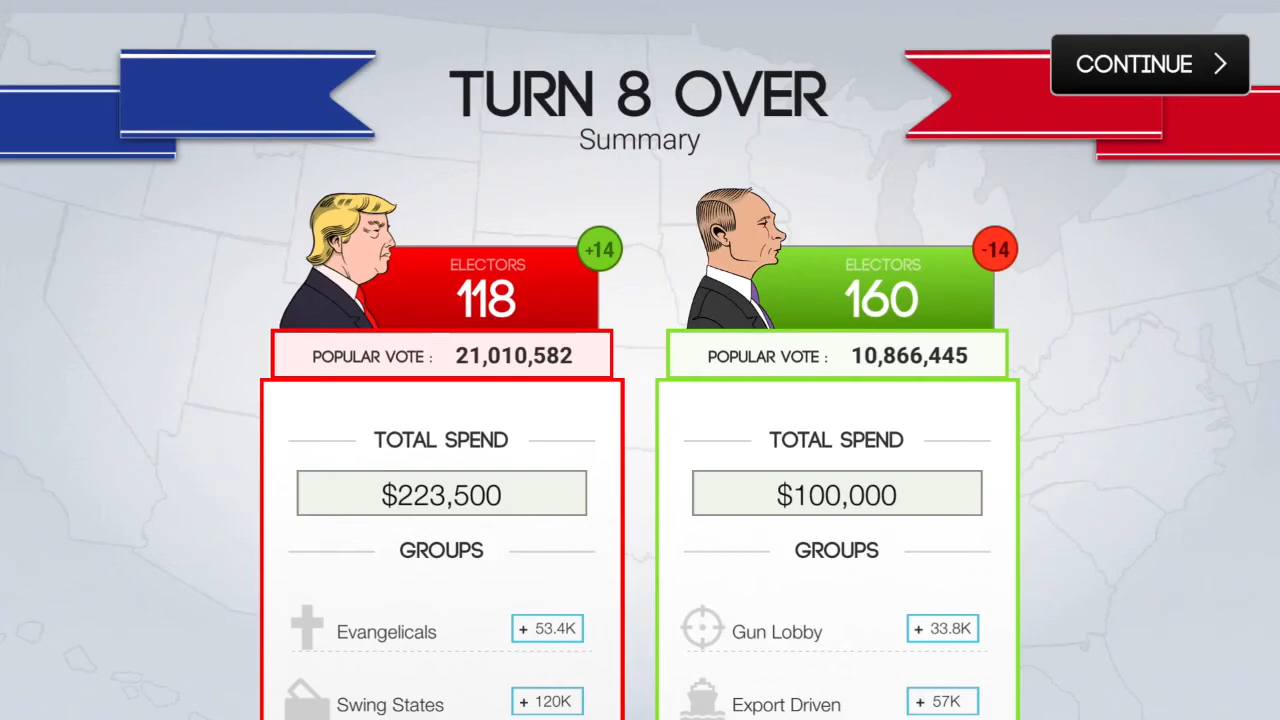 CONTINUE
TURN 8 OVER
Summary
+14
ELECTORS
118
POPULAR VOTE : 21,010,582
TOTAL SPEND
$223,500
GROUPS
Evangelicals + 53.4K
Swing States + 120K
-14
ELECTORS
160
POPULAR VOTE : 10,866,445
TOTAL SPEND
$100,000
GROUPS
Gun Lobby + 33.8K
Export Driven + 57K